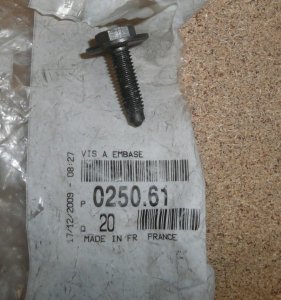 VIS A EMBASE
P 0250.61
Q 20
MADE IN FR FRANCE
17/12/2009 - 08:27